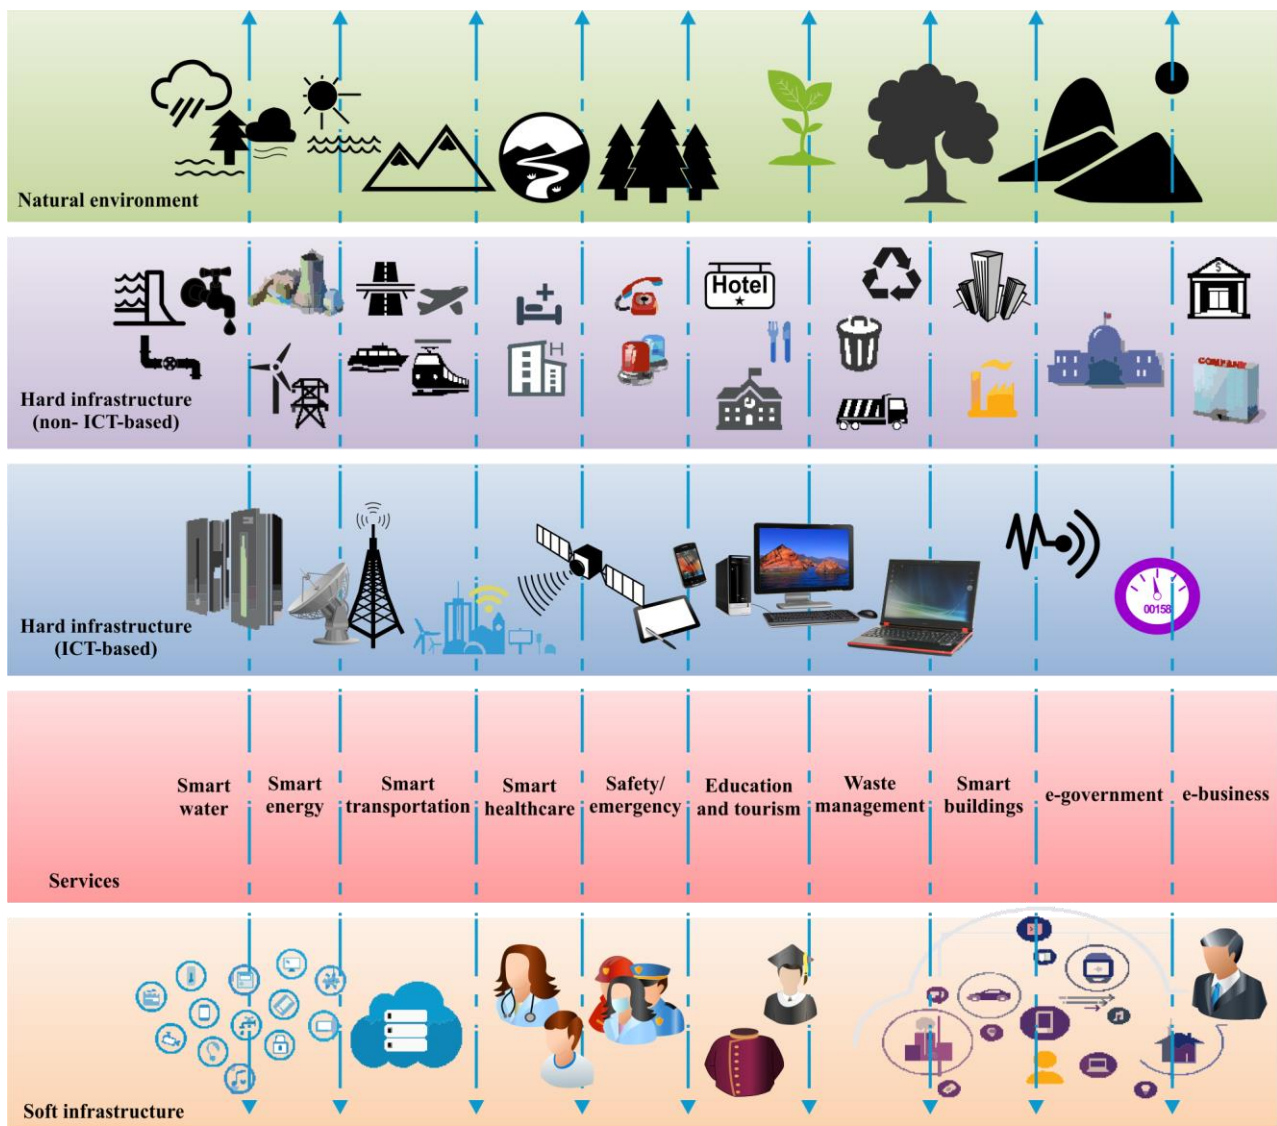 Natural environment
Hotel
$
H
COMPANY
Hard infrastructure
(non- ICT-based)
00158
Hard infrastructure
(ICT-based)
Smart
water
Smart
energy
Smart
transportation
Smart
healthcare
Safety/
emergency
Education
and tourism
Waste
management
Smart
buildings
e-government
e-business
Services
Soft infrastructure